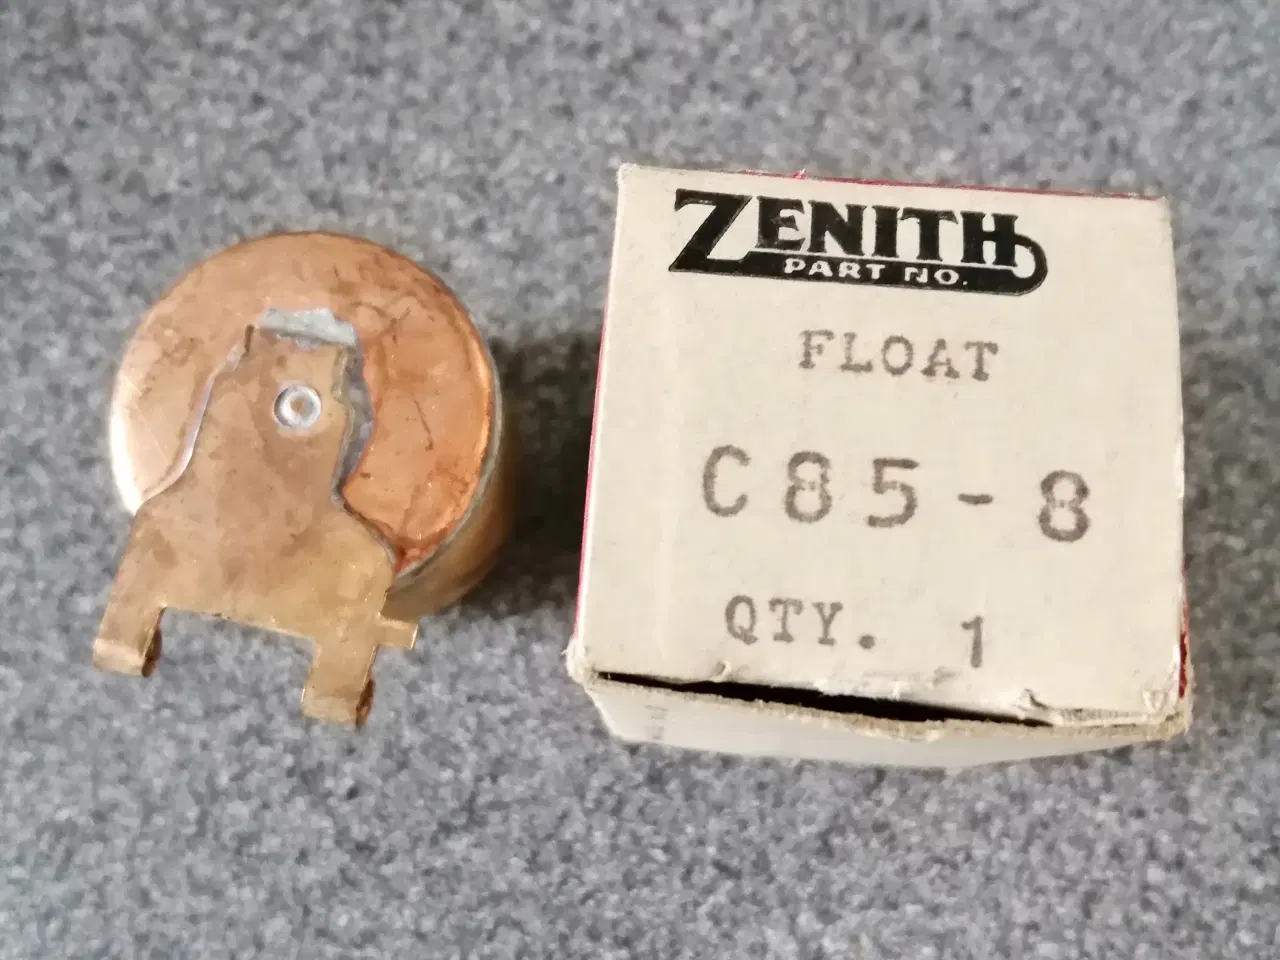 ZENITH
PART NO.
FLOAT
C85-8
QTY. 1